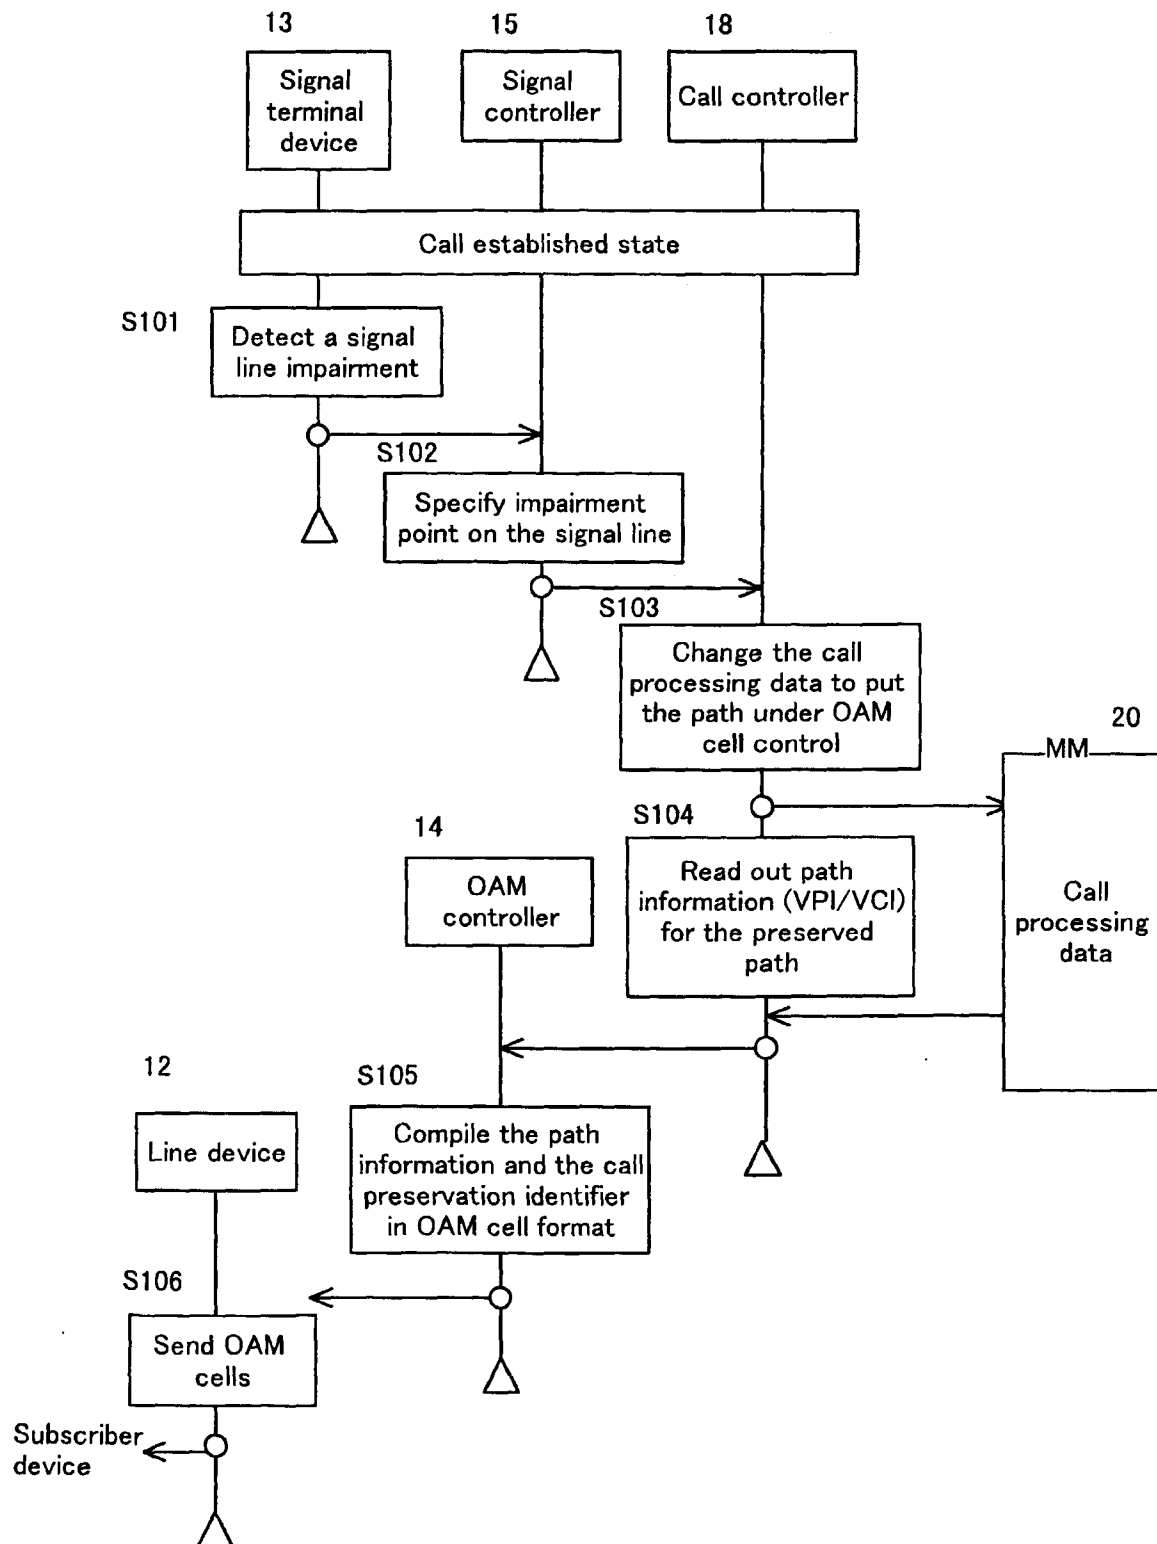 13
15
18
Signal
terminal
device
Signal
controller
Call controller
Call established state
S101
Detect a signal
line impairment
S102
Specify impairment
point on the signal line
S103
Change the call
processing data to put
the path under OAM
cell control
20
MM
S104
Read out path
information (VPI/VCI)
for the preserved
path
Call
processing
data
14
OAM
controller
12
Line device
S105
Compile the path
information and the call
preservation identifier
in OAM cell format
S106
Send OAM
cells
Subscriber
device